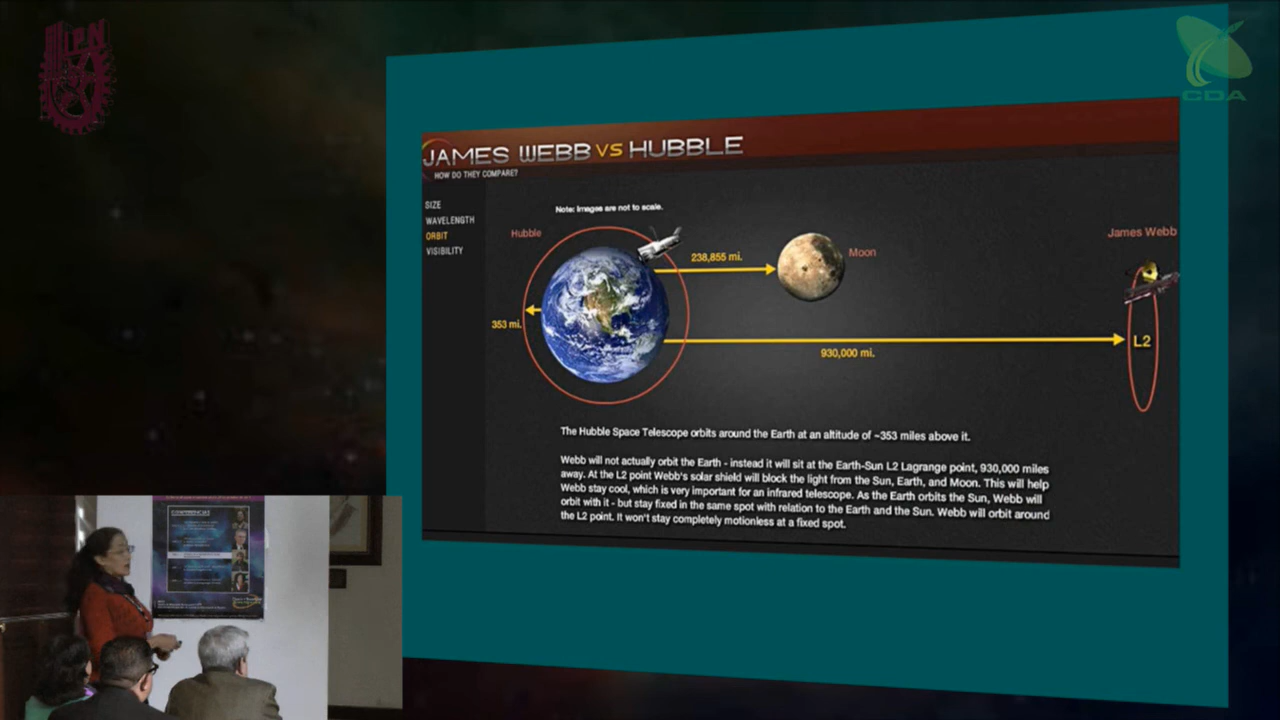 IPN
CDA
JAMES WEBB VS HUBBLE
HOW DO THEY COMPARE?
SIZE
WAVELENGTH
ORBIT
VISIBILITY
Note: Images are not to scale.
Hubble
238,855 mi.
Moon
James Webb
353 mi.
930,000 mi.
L2
The Hubble Space Telescope orbits around the Earth at an altitude of ~353 miles above it.
Webb will not actually orbit the Earth - instead it will sit at the Earth-Sun L2 Lagrange point, 930,000 miles
away. At the L2 point Webb's solar shield will block the light from the Sun, Earth, and Moon. This will help
Webb stay cool, which is very important for an infrared telescope. As the Earth orbits the Sun, Webb will
orbit with it - but stay fixed in the same spot with relation to the Earth and the Sun. Webb will orbit around
the L2 point. It won't stay completely motionless at a fixed spot.
CONFERENCIAS